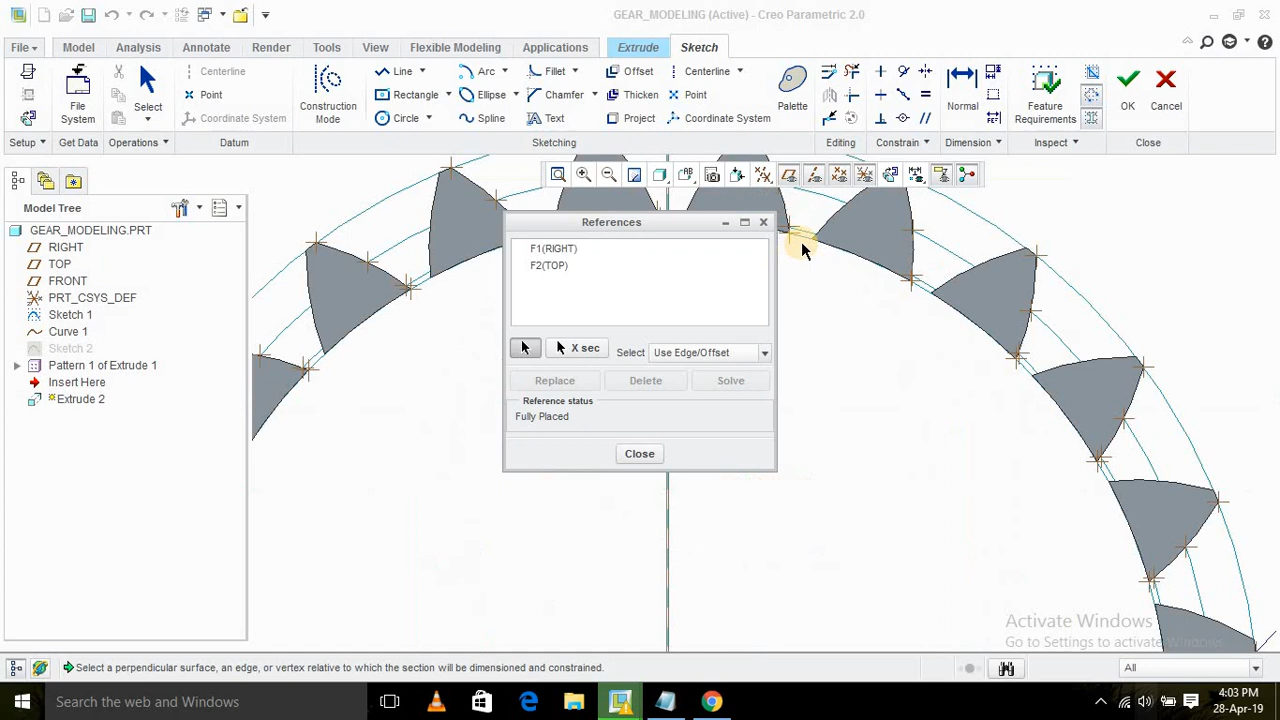 GEAR_MODELING (Active) - Creo Parametric 2.0
File
Model
Analysis
Annotate
Render
Tools
View
Flexible Modeling
Applications
Extrude
Sketch
File
System
Select
Centerline
Point
Coordinate System
Construction
Mode
Line
Rectangle
Circle
Arc
Ellipse
Spline
Fillet
Chamfer
Text
Offset
Thicken
Project
Centerline
Point
Coordinate System
Palette
Normal
Feature
Requirements
OK
Cancel
Setup
Get Data
Operations
Datum
Sketching
Editing
Constrain
Dimension
Inspect
Close
Model Tree
GEAR_MODELING.PRT
RIGHT
TOP
FRONT
PRT_CSYS_DEF
Sketch 1
Curve 1
Sketch 2
Pattern 1 of Extrude 1
Insert Here
Extrude 2
References
F1(RIGHT)
F2(TOP)
X sec
Select
Use Edge/Offset
Replace
Delete
Solve
Reference status
Fully Placed
Close
Activate Windows
Go to Settings to activate Windows.
Select a perpendicular surface, an edge, or vertex relative to which the section will be dimensioned and constrained.
All
Search the web and Windows
4:03 PM
28-Apr-19